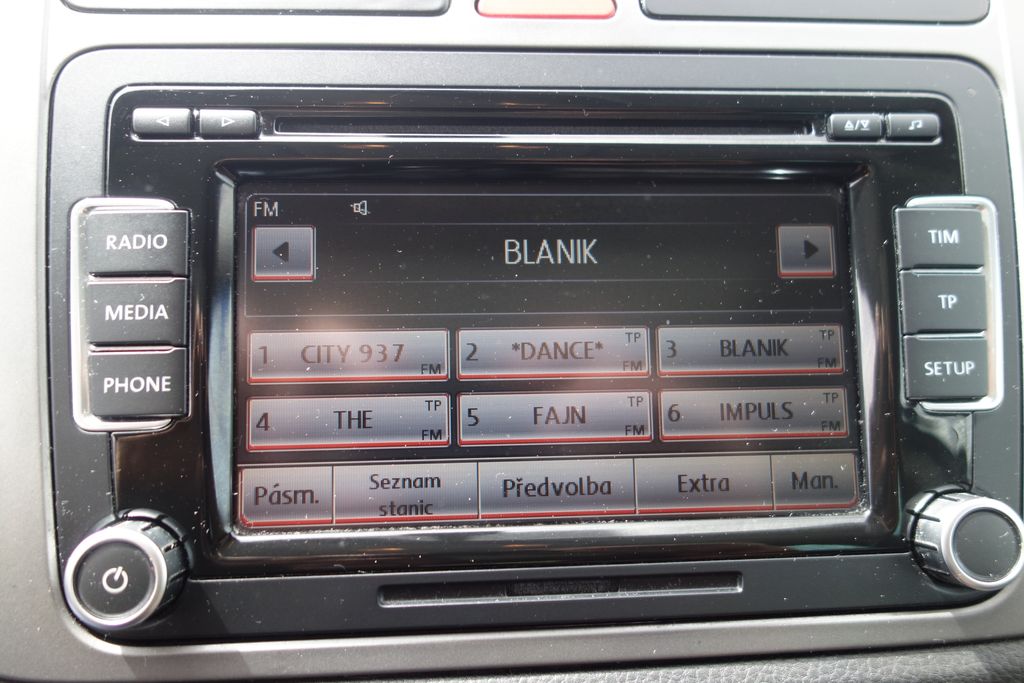 RADIO
MEDIA
PHONE
TIM
TP
SETUP
FM
BLANIK
1 CITY 937 FM
2 *DANCE* TP FM
3 BLANIK TP FM
4 THE TP FM
5 FAJN TP FM
6 IMPULS TP FM
Pásm.
Seznam
stanic
Předvolba
Extra
Man.